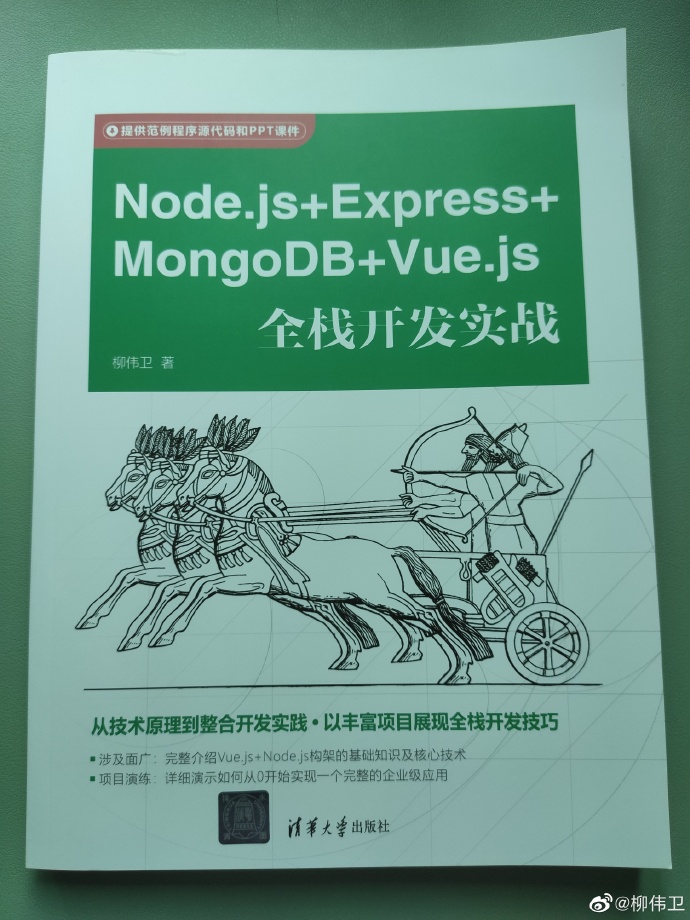 提供范例程序源代码和PPT课件
Node.js+Express+
MongoDB+Vue.js
全栈开发实战
柳伟卫 著
从技术原理到整合开发实践·以丰富项目展现全栈开发技巧
▪涉及面广：完整介绍Vue.js+Node.js构架的基础知识及核心技术
▪项目演练：详细演示如何从0开始实现一个完整的企业级应用
清华大学出版社
@柳伟卫